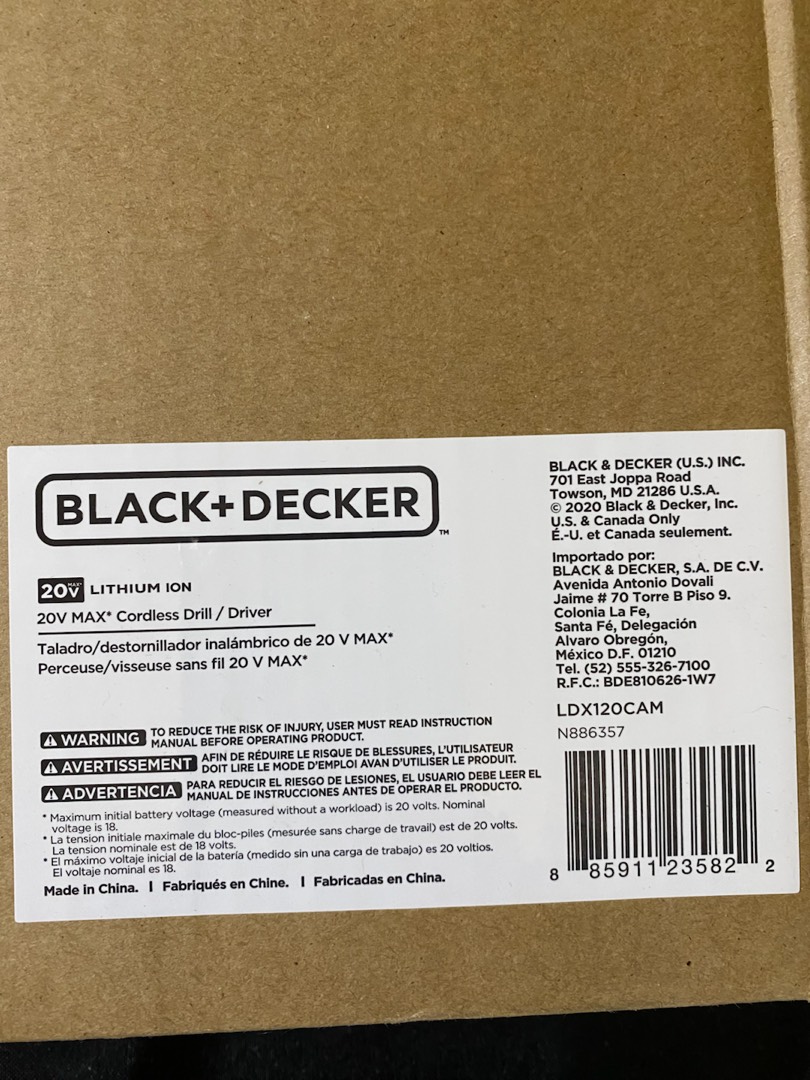 BLACK+DECKER™
20V MAX* LITHIUM ION
20V MAX* Cordless Drill / Driver
Taladro/destornillador inalámbrico de 20 V MAX*
Perceuse/visseuse sans fil 20 V MAX*
WARNING TO REDUCE THE RISK OF INJURY, USER MUST READ INSTRUCTION
MANUAL BEFORE OPERATING PRODUCT.
AVERTISSEMENT AFIN DE RÉDUIRE LE RISQUE DE BLESSURES, L'UTILISATEUR
DOIT LIRE LE MODE D'EMPLOI AVAN D'UTILISER LE PRODUIT.
ADVERTENCIA PARA REDUCIR EL RIESGO DE LESIONES, EL USUARIO DEBE LEER EL
MANUAL DE INSTRUCCIONES ANTES DE OPERAR EL PRODUCTO.
* Maximum initial battery voltage (measured without a workload) is 20 volts. Nominal
voltage is 18.
* La tension initiale maximale du bloc-piles (mesurée sans charge de travail) est de 20 volts.
La tension nominale est de 18 volts.
* El máximo voltaje inicial de la batería (medido sin una carga de trabajo) es 20 voltios.
El voltaje nominal es 18.
Made in China. | Fabriqués en Chine. | Fabricadas en China.
BLACK & DECKER (U.S.) INC.
701 East Joppa Road
Towson, MD 21286 U.S.A.
© 2020 Black & Decker, Inc.
U.S. & Canada Only
É.-U. et Canada seulement.
Importado por:
BLACK & DECKER, S.A. DE C.V.
Avenida Antonio Dovali
Jaime # 70 Torre B Piso 9.
Colonia La Fe,
Santa Fé, Delegación
Alvaro Obregón,
México D.F. 01210
Tel. (52) 555-326-7100
R.F.C.: BDE810626-1W7
LDX120CAM
N886357
8 85911 23582 2